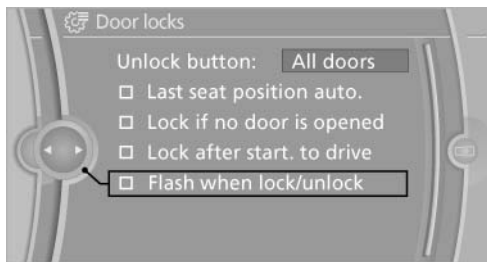 Door locks
Unlock button: All doors
Last seat position auto.
Lock if no door is opened
Lock after start. to drive
Flash when lock/unlock